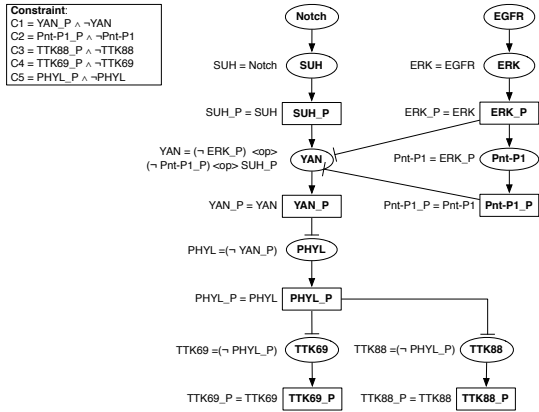 Constraint:
C1 = YAN_P ∧ ¬YAN
C2 = Pnt-P1_P ∧ ¬Pnt-P1
C3 = TTK88_P ∧ ¬TTK88
C4 = TTK69_P ∧ ¬TTK69
C5 = PHYL_P ∧ ¬PHYL
Notch
EGFR
SUH = Notch
SUH
ERK = EGFR
ERK
SUH_P = SUH
SUH_P
ERK_P = ERK
ERK_P
YAN = (¬ ERK_P) <op>
(¬ Pnt-P1_P) <op> SUH_P
YAN
Pnt-P1 = ERK_P
Pnt-P1
YAN_P = YAN
YAN_P
Pnt-P1_P = Pnt-P1
Pnt-P1_P
PHYL =(¬ YAN_P)
PHYL
PHYL_P = PHYL
PHYL_P
TTK69 =(¬ PHYL_P)
TTK69
TTK88 =(¬ PHYL_P)
TTK88
TTK69_P = TTK69
TTK69_P
TTK88_P = TTK88
TTK88_P